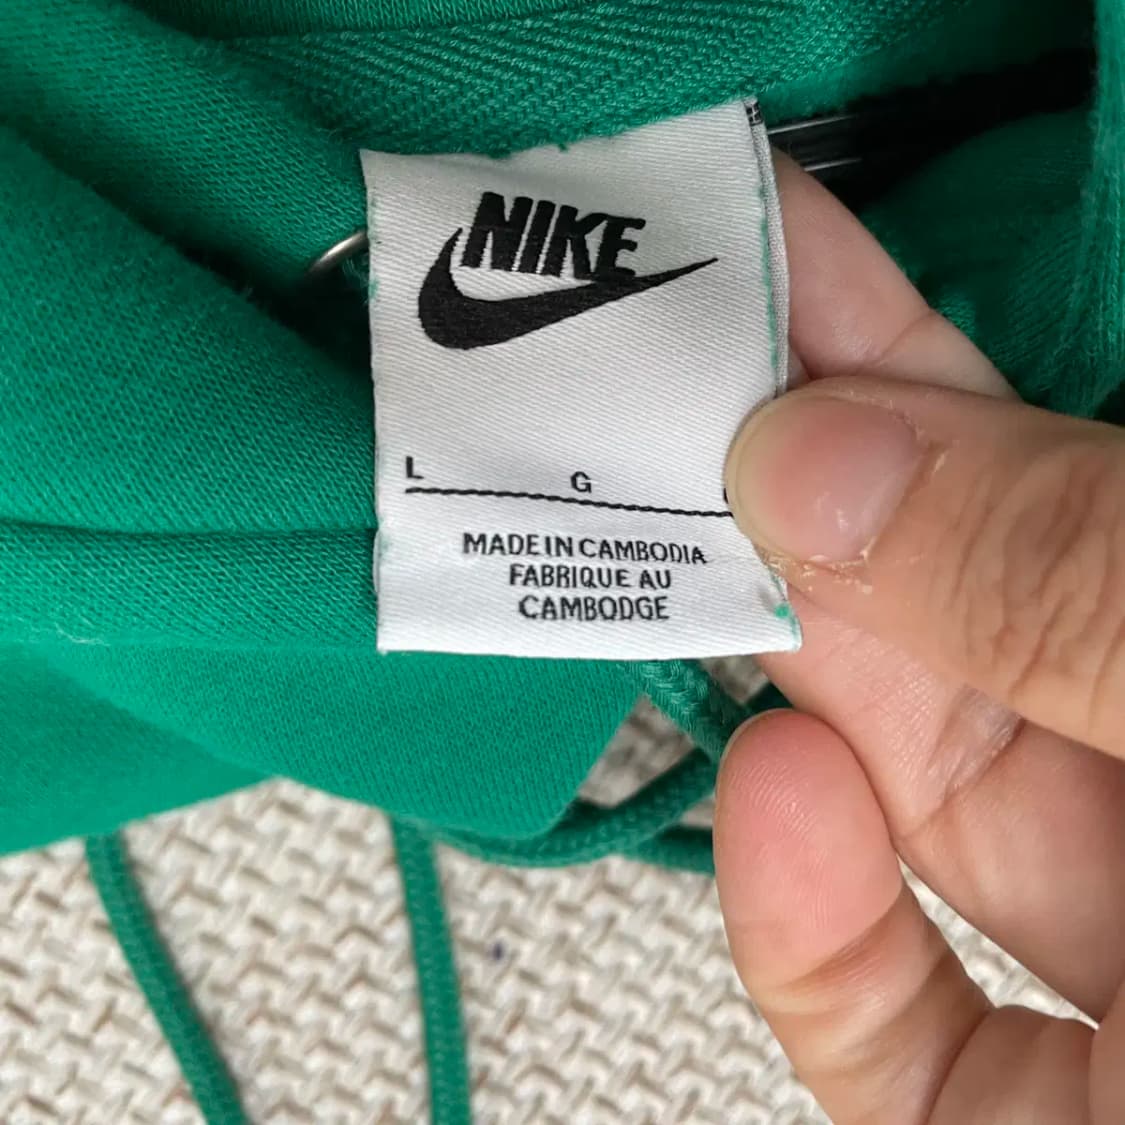 NIKE
L G
MADE IN CAMBODIA
FABRIQUE AU
CAMBODGE